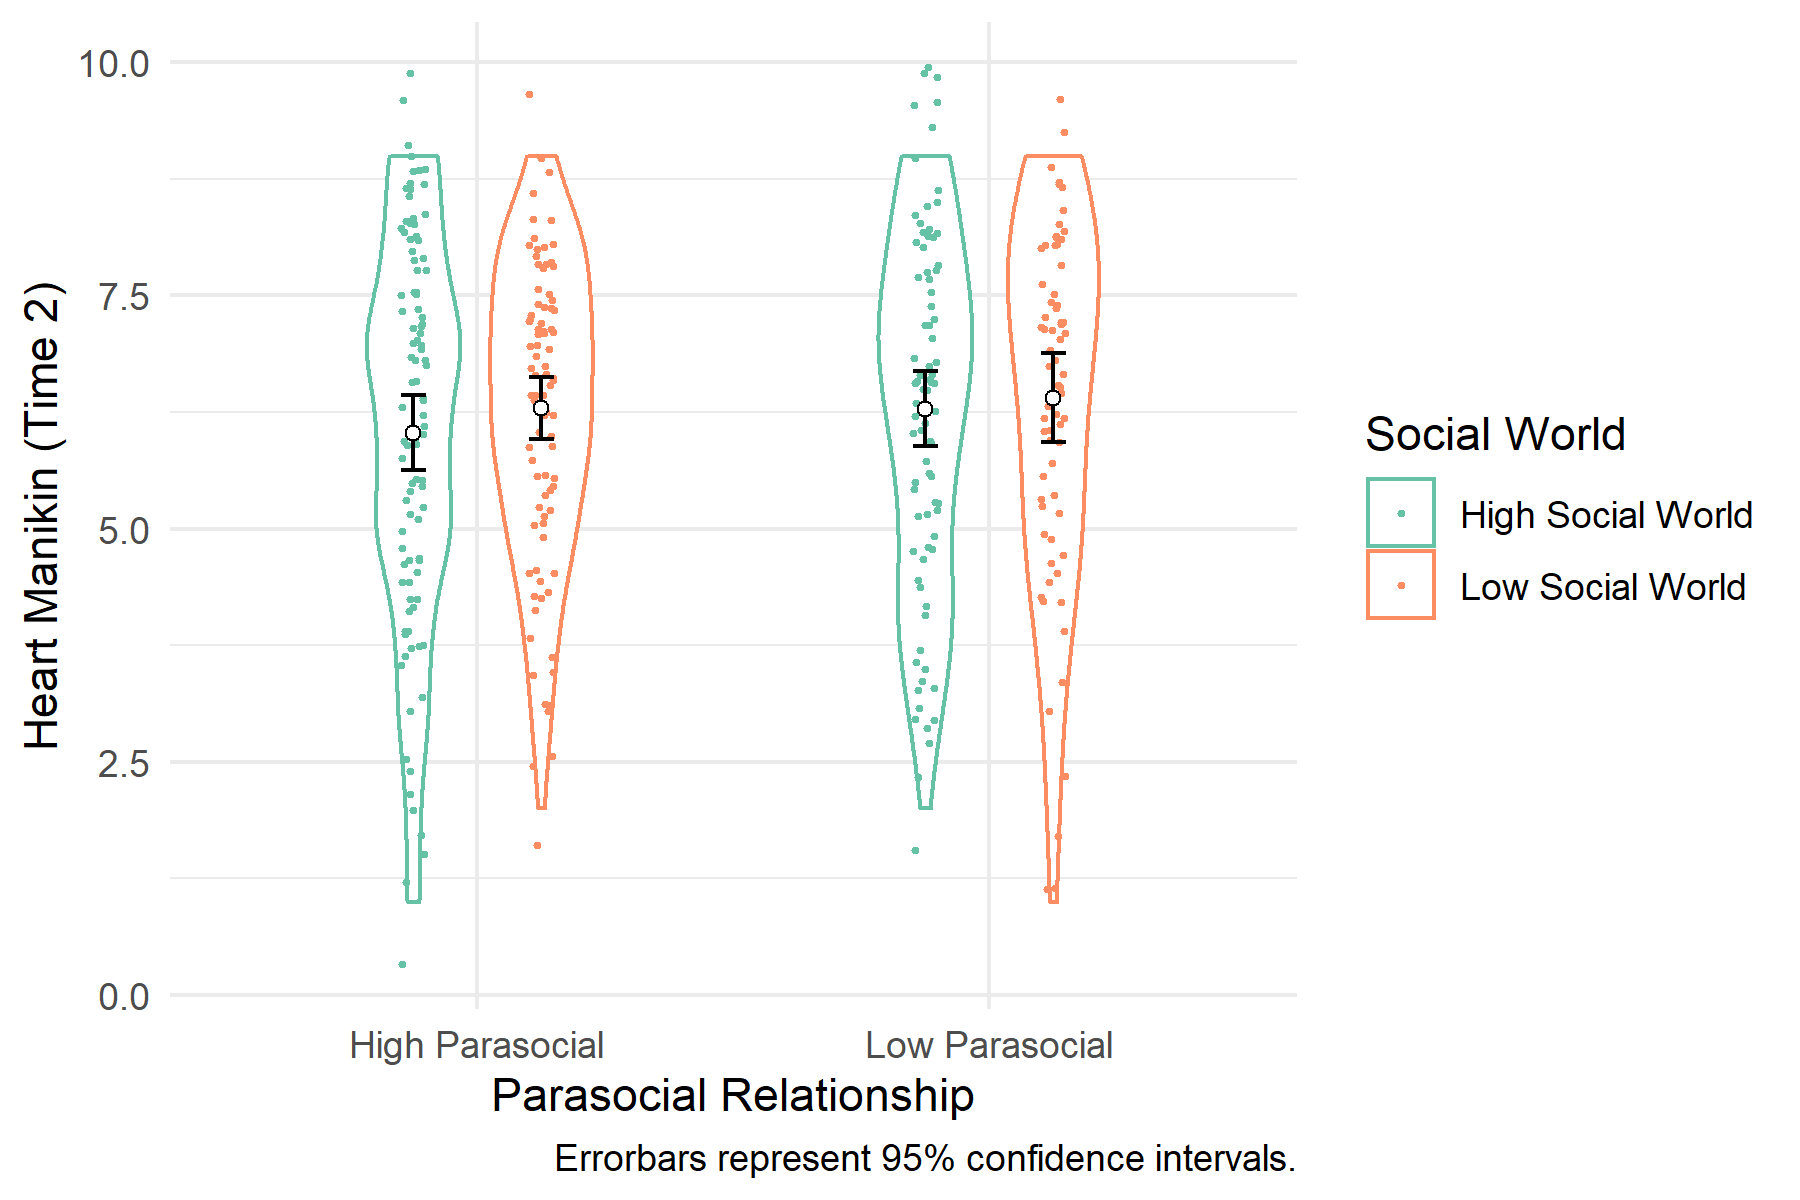 10.0
7.5
5.0
2.5
0.0
Heart Manikin (Time 2)
High Parasocial
Low Parasocial
Parasocial Relationship
Errorbars represent 95% confidence intervals.
Social World
High Social World
Low Social World